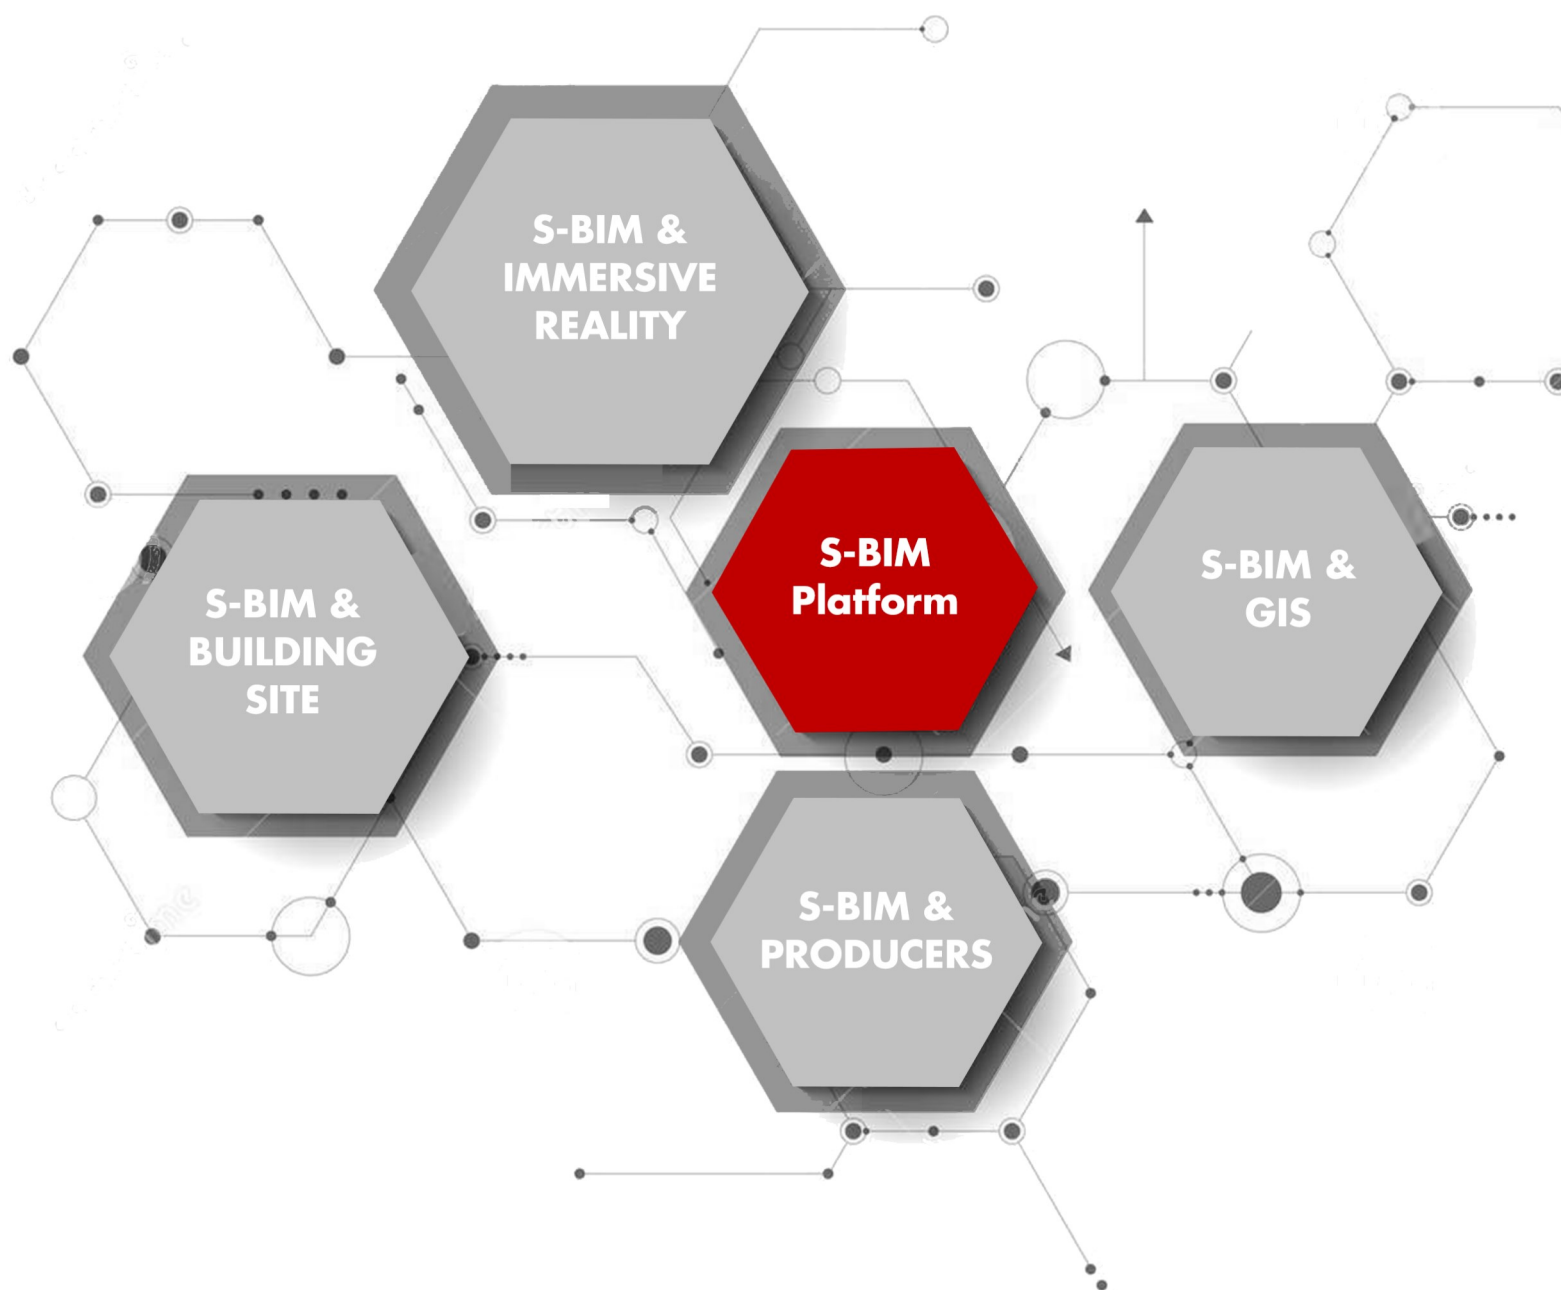 S-BIM &
IMMERSIVE
REALITY
S-BIM
Platform
S-BIM &
GIS
S-BIM &
BUILDING
SITE
S-BIM &
PRODUCERS